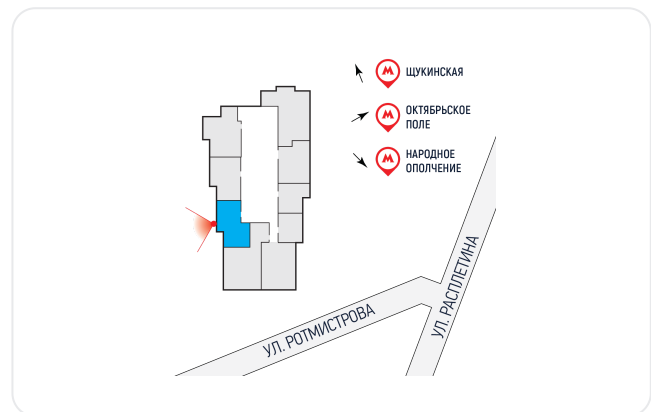 ЩУКИНСКАЯ
ОКТЯБРЬСКОЕ
ПОЛЕ
НАРОДНОЕ
ОПОЛЧЕНИЕ
УЛ. РОТМИСТРОВА
УЛ. РАСПЛЕТИНА